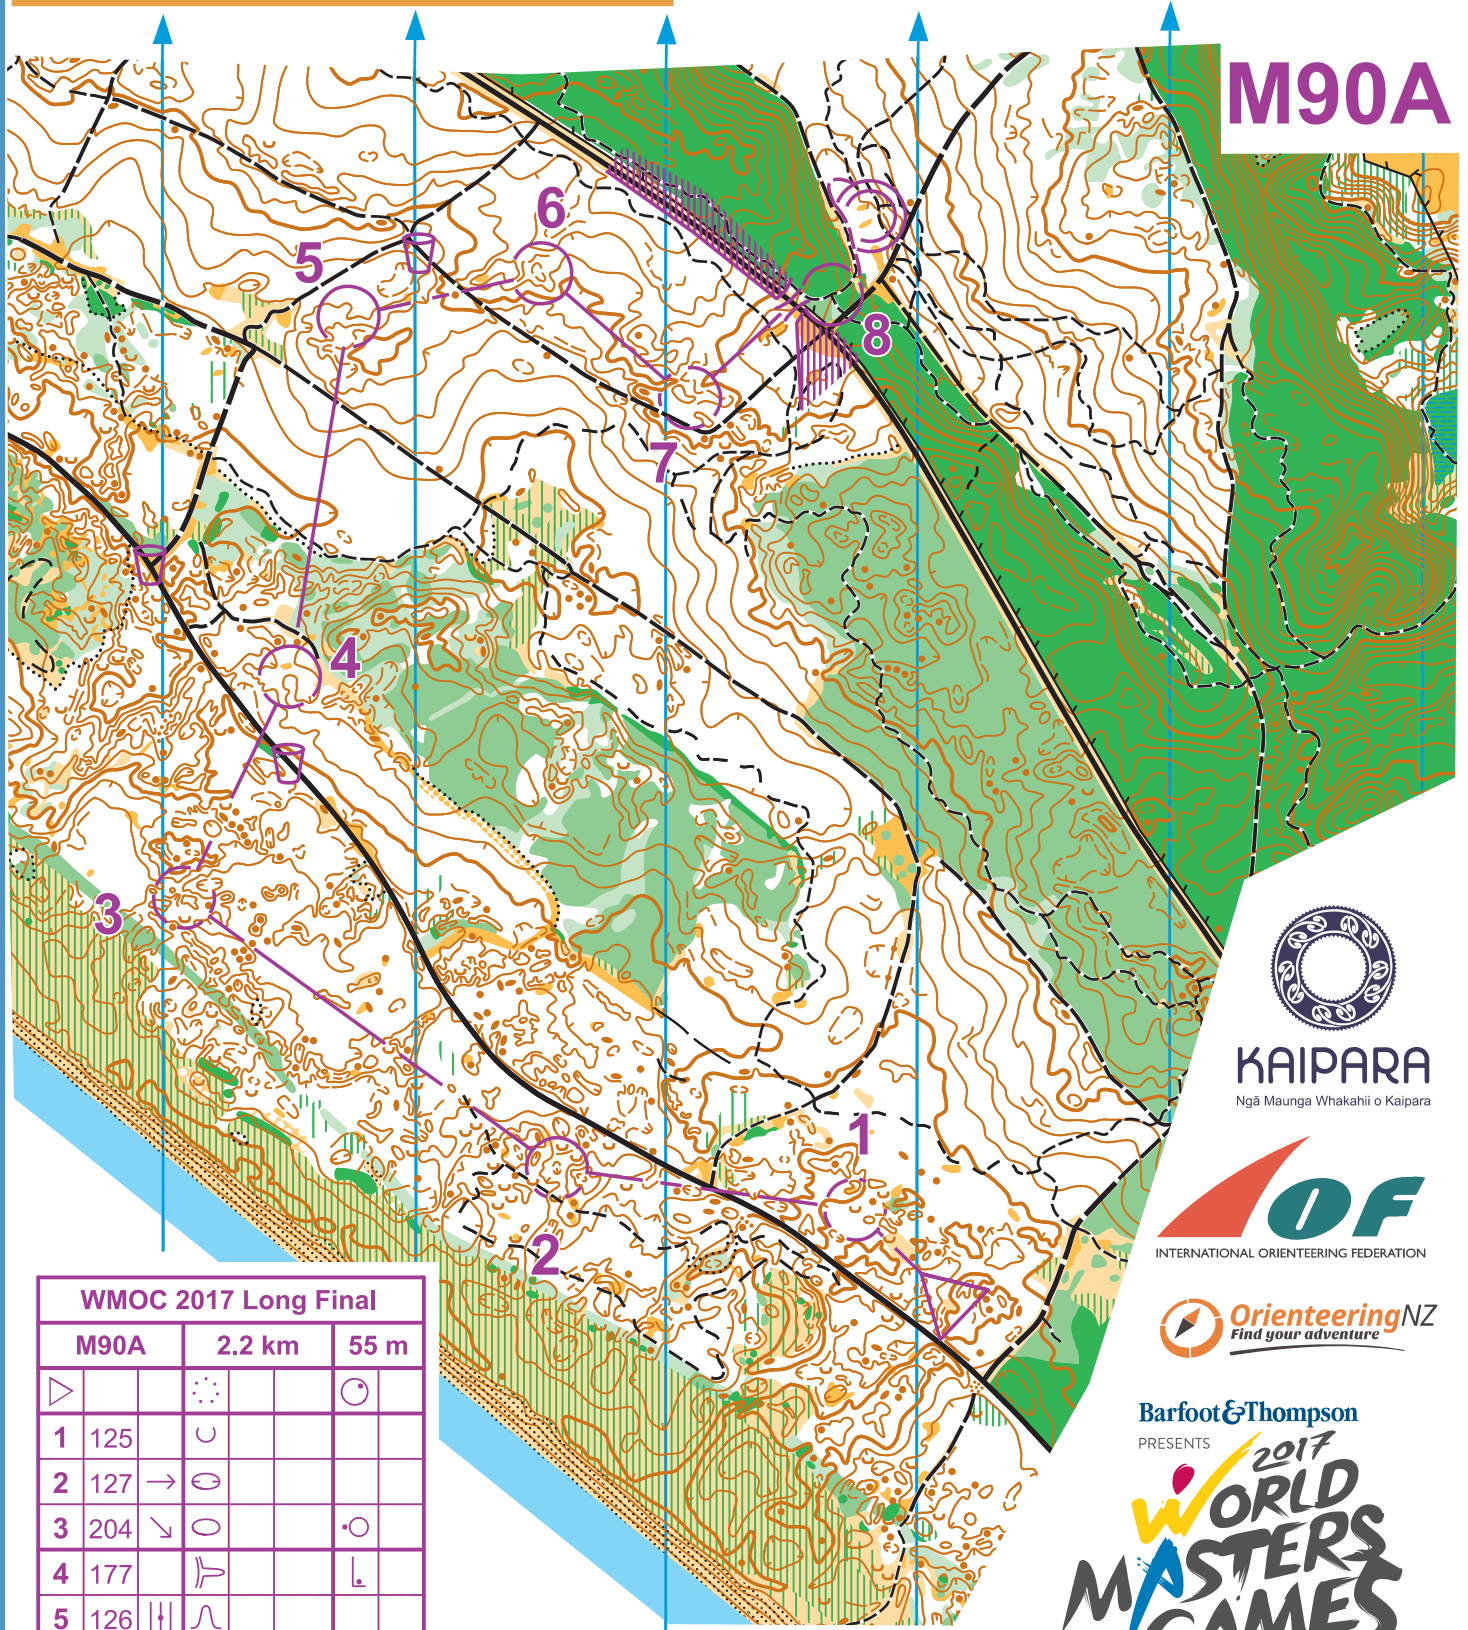 M90A
6
5
8
7
4
3
1
2
KAIPARA
Ngā Maunga Whakahii o Kaipara
IOF
INTERNATIONAL ORIENTEERING FEDERATION
OrienteeringNZ
Find your adventure
Barfoot&Thompson
PRESENTS
2017
WORLD
MASTERS
GAMES
WMOC 2017 Long Final
M90A 2.2 km 55 m
1 125
2 127
3 204
4 177
5 126